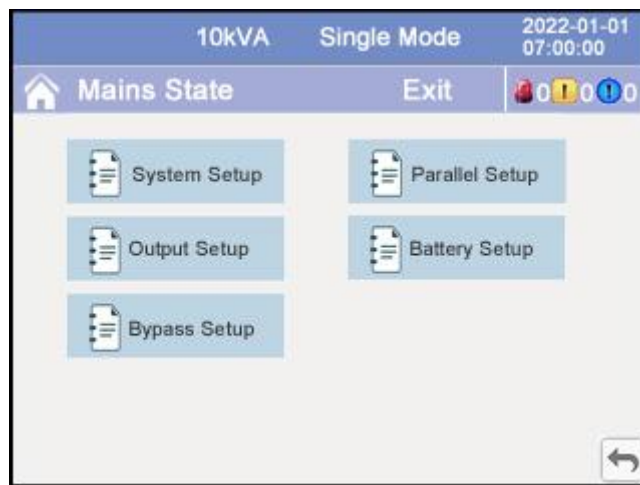 10kVA Single Mode 2022-01-01
07:00:00
Mains State Exit 0 ! 0 ! 0
System Setup Parallel Setup
Output Setup Battery Setup
Bypass Setup